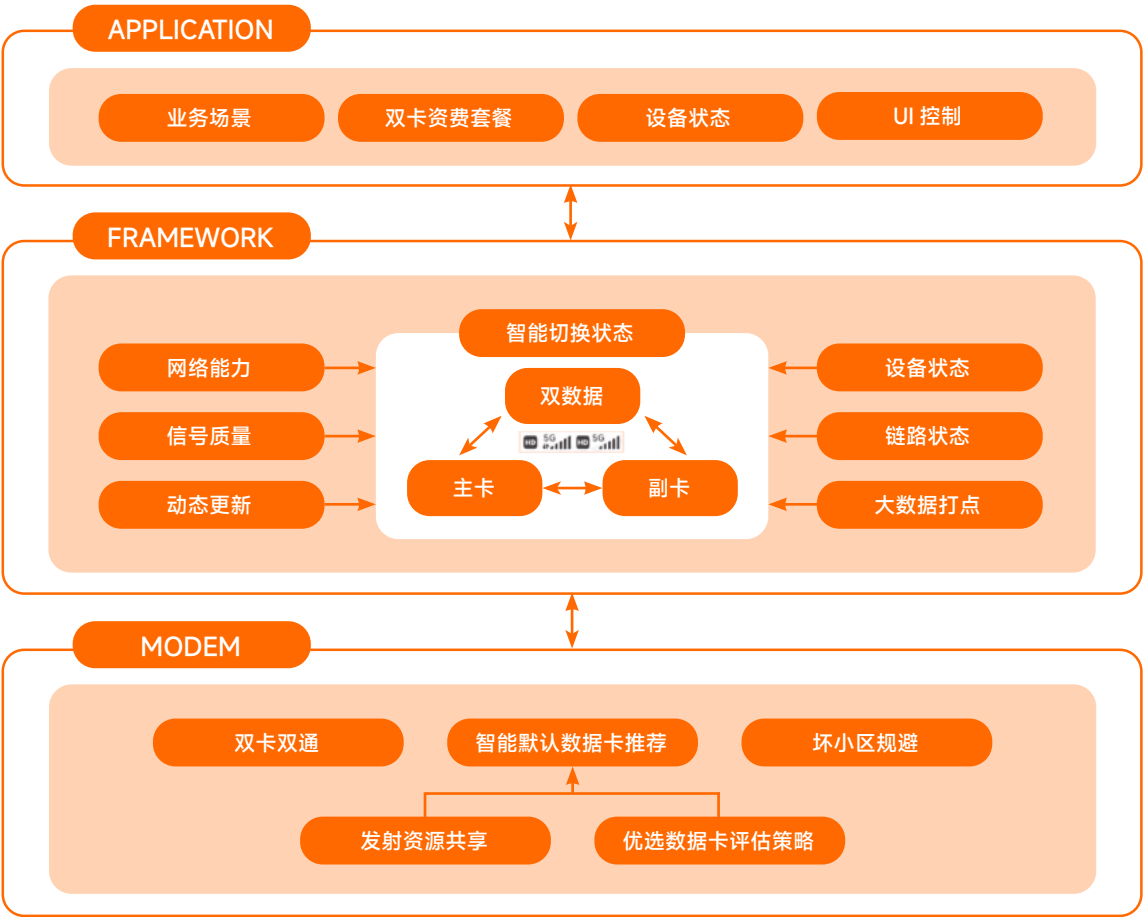 APPLICATION
业务场景
双卡资费套餐
设备状态
UI 控制
FRAMEWORK
智能切换状态
网络能力
信号质量
动态更新
双数据
HD 5G HD 5G
主卡
副卡
设备状态
链路状态
大数据打点
MODEM
双卡双通
智能默认数据卡推荐
坏小区规避
发射资源共享
优选数据卡评估策略